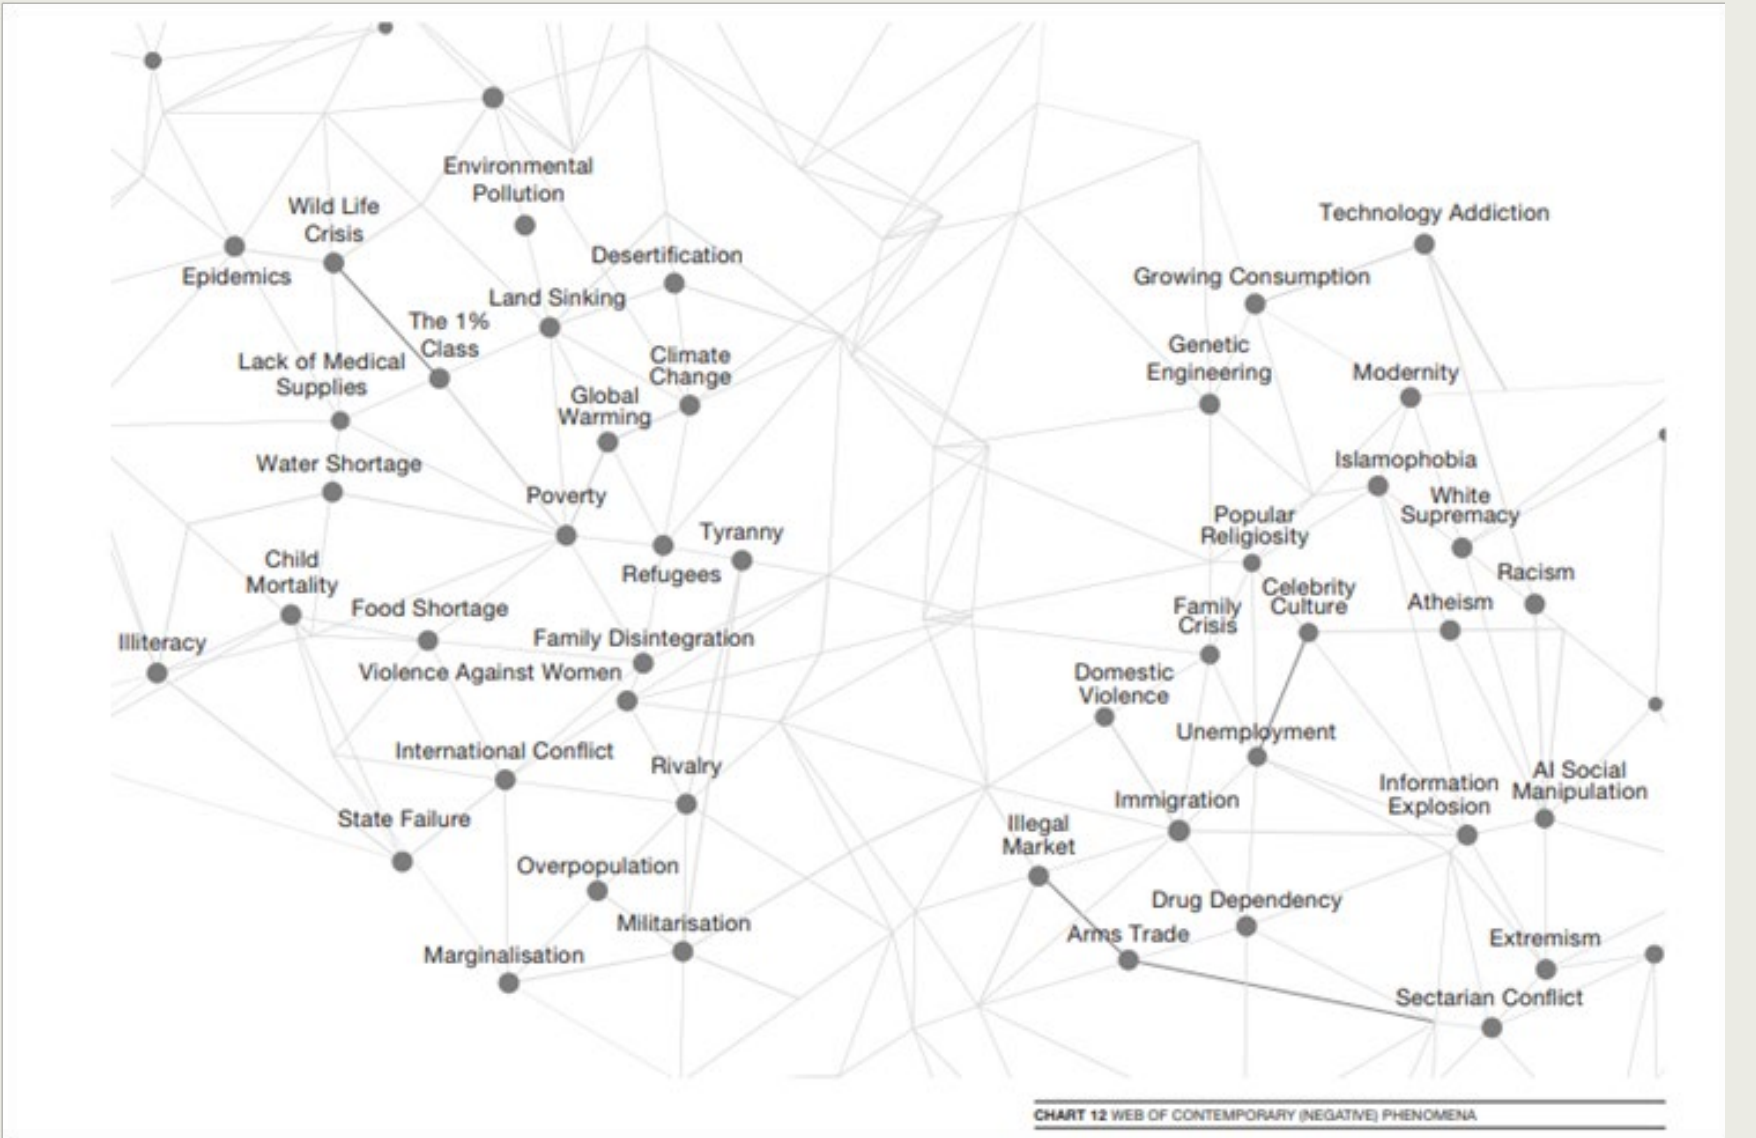 Environmental
Pollution
Wild Life
Crisis
Epidemics
Desertification
Land Sinking
The 1%
Class
Lack of Medical
Supplies
Climate
Change
Global
Warming
Water Shortage
Poverty
Tyranny
Refugees
Child
Mortality
Food Shortage
Illiteracy
Family Disintegration
Violence Against Women
International Conflict
Rivalry
State Failure
Overpopulation
Militarisation
Marginalisation
Technology Addiction
Growing Consumption
Genetic
Engineering
Modernity
Islamophobia
White
Supremacy
Popular
Religiosity
Racism
Celebrity
Culture
Atheism
Family
Crisis
Domestic
Violence
Unemployment
Information
Explosion
AI Social
Manipulation
Immigration
Illegal
Market
Drug Dependency
Arms Trade
Extremism
Sectarian Conflict
CHART 12 WEB OF CONTEMPORARY (NEGATIVE) PHENOMENA